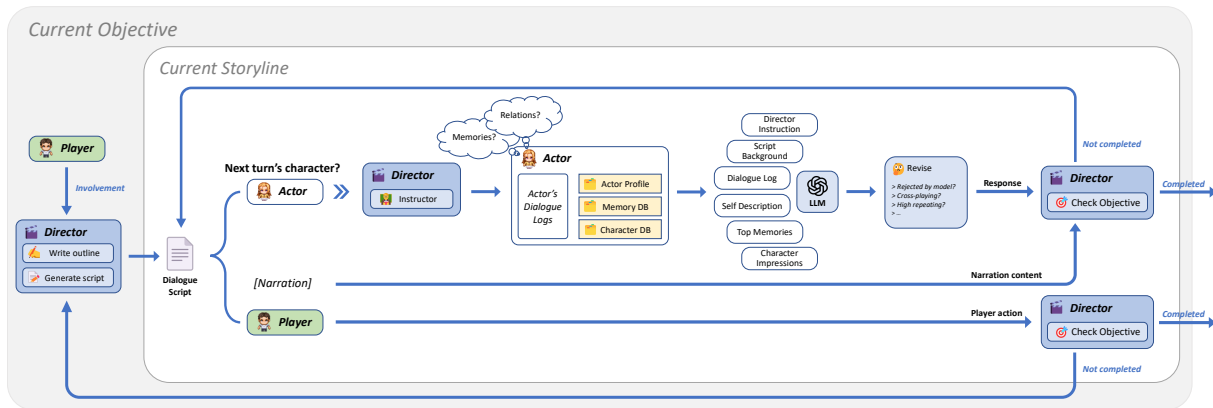 Current Objective
Current Storyline
Player
Involvement
Director
Write outline
Generate script
Dialogue
Script
Next turn's character?
Actor
[Narration]
Player
Director
Instructor
Memories?
Relations?
Actor
Actor's
Dialogue
Logs
Actor Profile
Memory DB
Character DB
Director
Instruction
Script
Background
Dialogue Log
Self Description
Top Memories
Character
Impressions
LLM
Revise
> Rejected by model?
> Cross-playing?
> High repeating?
> ...
Response
Narration content
Player action
Director
Check Objective
Not completed
Completed
Director
Check Objective
Completed
Not completed